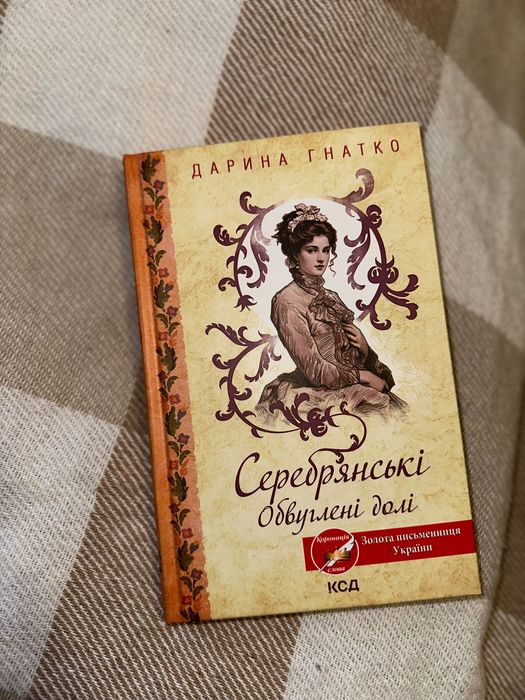 ДАРИНА ГНАТКО
Серебрянські
Обвуглені долі
Коронація
слова
Золота письменниця
України
КСД